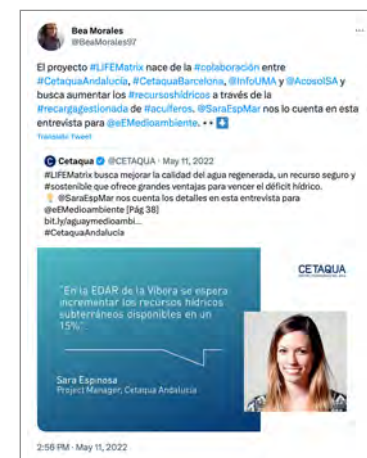 Bea Morales
@BeaMorales97
El proyecto #LIFEMatrix nace de la #colaboración entre
#CetaquaAndalucía, #CetaquaBarcelona, @InfoUMA y @AcosolSA y
busca aumentar los #recursoshídricos a través de la
#recargagestionada de #acuíferos. @SaraEspMar nos lo cuenta en esta
entrevista para @eEMedioambiente.
Translate Tweet
Cetaqua @CETAQUA · May 11, 2022
#LIFEMatrix busca mejorar la calidad del agua regenerada, un recurso seguro y
#sostenible que ofrece grandes ventajas para vencer el déficit hídrico.
@SaraEspMar nos cuenta los detalles en esta entrevista para
@eEMedioambiente [Pág 38]
bit.ly/aguaymedioambi...
#CetaquaAndalucía
CETAQUA
"En la EDAR de la Víbora se espera
incrementar los recursos hídricos
subterráneos disponibles en un
15%".
Sara Espinosa
Project Manager, Cetaqua Andalucía
2:56 PM · May 11, 2022